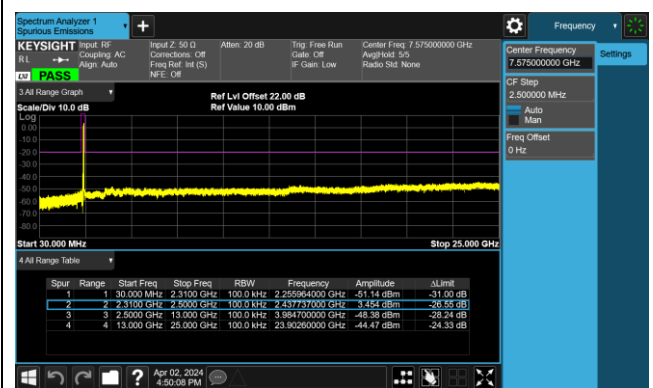 Spectrum Analyzer 1
Spurious Emissions
Frequency
KEYSIGHT Input: RF Input Z: 50 Ω Atten: 20 dB Trig: Free Run Center Freq: 7.575000000 GHz
RL Coupling: AC Corrections: Off Gate: Off Avg|Hold: 5/5
Align: Auto Freq Ref: Int (S) IF Gain: Low Radio Std: None
LXI PASS NFE: Off
Center Frequency
7.575000000 GHz
Settings
CF Step
2.500000 MHz
Auto
Man
Freq Offset
0 Hz
3 All Range Graph
Ref Lvl Offset 22.00 dB
Scale/Div 10.0 dB Ref Value 10.00 dBm
Log
0.00
-10.0
-20.0
-30.0
-40.0
-50.0
-60.0
-70.0
-80.0
Start 30.000 MHz Stop 25.000 GHz
4 All Range Table
Spur Range Start Freq Stop Freq RBW Frequency Amplitude ΔLimit
1 1 30.000 MHz 2.3100 GHz 100.0 kHz 2.255964000 GHz -51.14 dBm -31.00 dB
2 2 2.3100 GHz 2.5000 GHz 100.0 kHz 2.437737000 GHz 3.454 dBm -26.55 dB
3 3 2.5000 GHz 13.000 GHz 100.0 kHz 3.984700000 GHz -48.38 dBm -28.24 dB
4 4 13.000 GHz 25.000 GHz 100.0 kHz 23.90260000 GHz -44.47 dBm -24.33 dB
Apr 02, 2024
4:50:08 PM